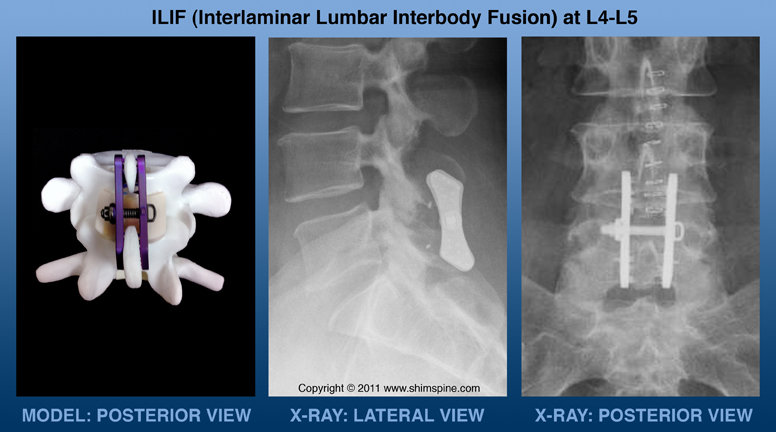 ILIF (Interlaminar Lumbar Interbody Fusion) at L4-L5
Copyright © 2011 www.shimspine.com
MODEL: POSTERIOR VIEW
X-RAY: LATERAL VIEW
X-RAY: POSTERIOR VIEW